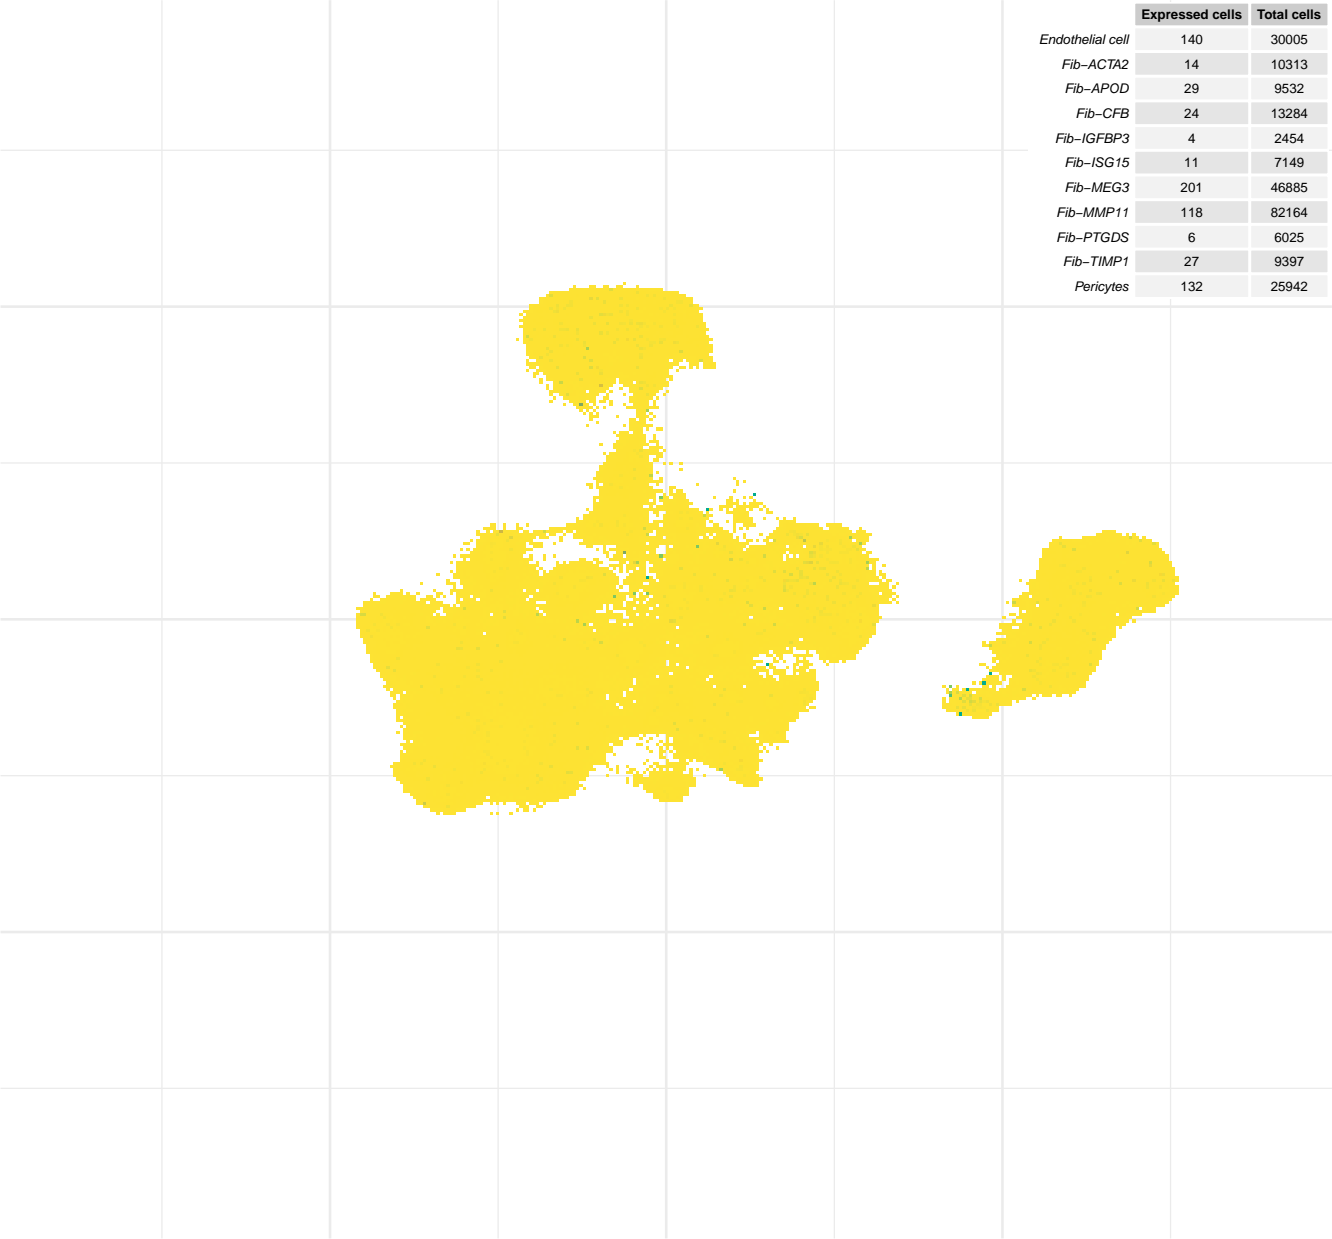 Expressed cells Total cells
Endothelial cell 140 30005
Fib−ACTA2 14 10313
Fib−APOD 29 9532
Fib−CFB 24 13284
Fib−IGFBP3 4 2454
Fib−ISG15 11 7149
Fib−MEG3 201 46885
Fib−MMP11 118 82164
Fib−PTGDS 6 6025
Fib−TIMP1 27 9397
Pericytes 132 25942